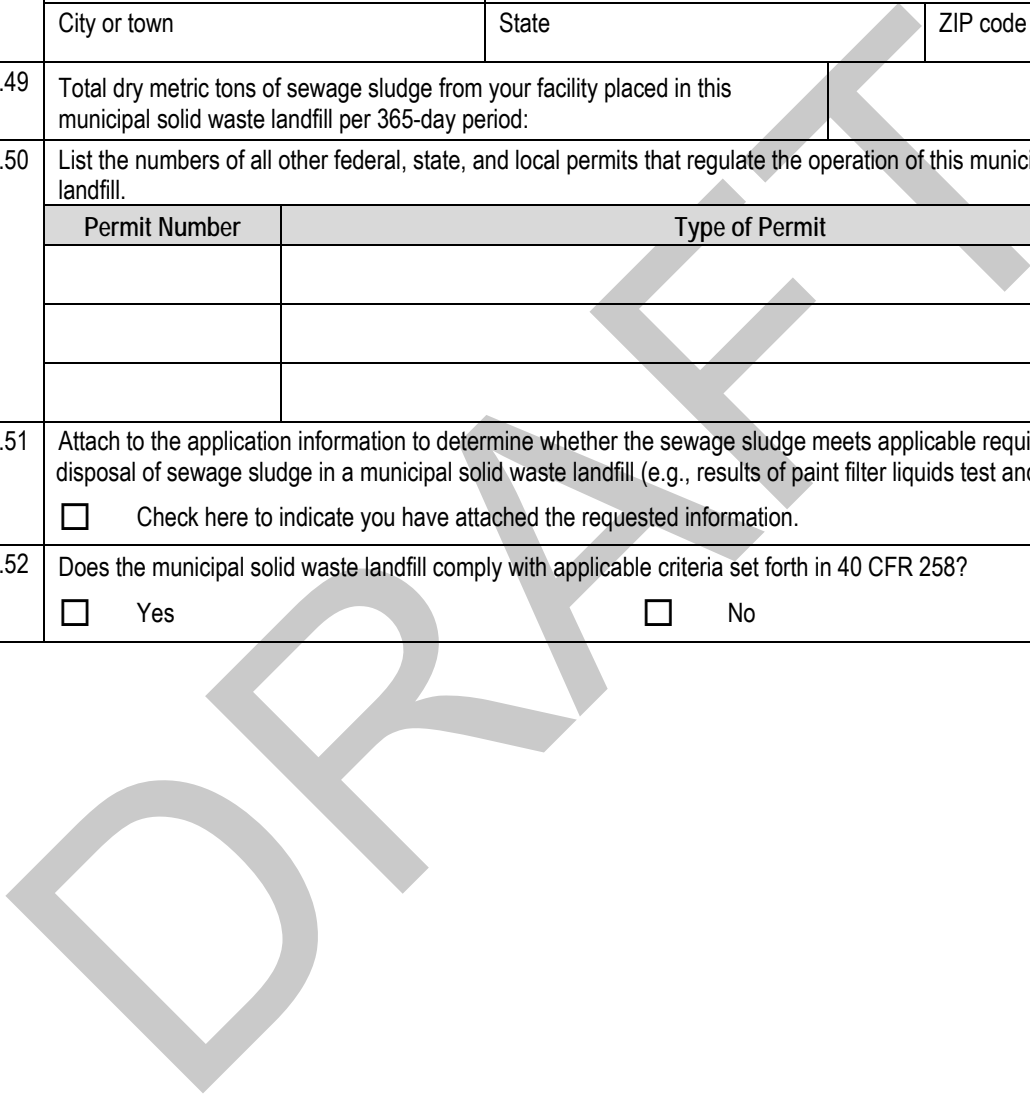 City or town State ZIP code
.49 Total dry metric tons of sewage sludge from your facility placed in this
municipal solid waste landfill per 365-day period:
.50 List the numbers of all other federal, state, and local permits that regulate the operation of this
landfill.
Permit Number Type of Permit
.51 Attach to the application information to determine whether the sewage sludge meets applicable
disposal of sewage sludge in a municipal solid waste landfill (e.g., results of paint filter liquids test
Check here to indicate you have attached the requested information.
.52 Does the municipal solid waste landfill comply with applicable criteria set forth in 40 CFR 258?
Yes No
DRAFT